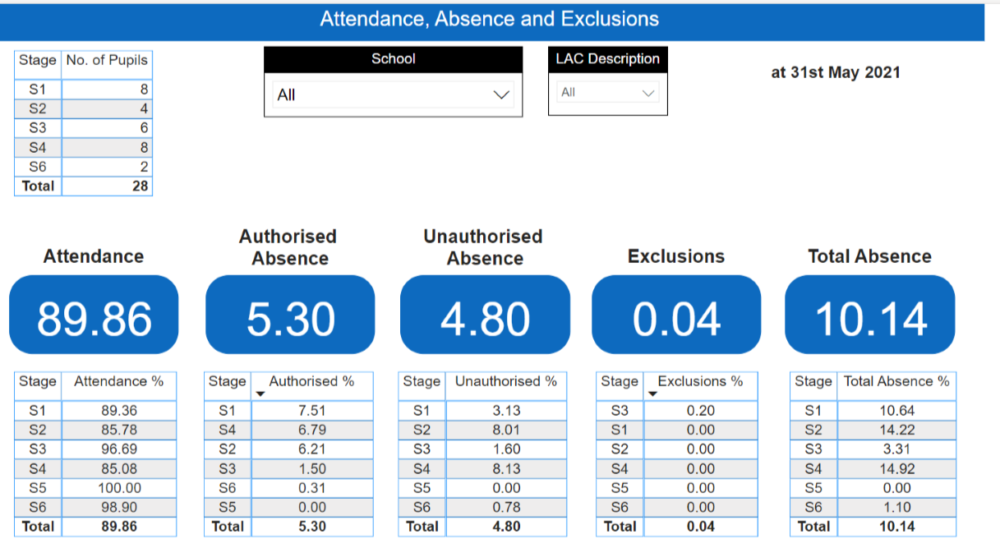 Attendance, Absence and Exclusions
Stage No. of Pupils
S1 8
S2 4
S3 6
S4 8
S6 2
Total 28
School
All
LAC Description
All
at 31st May 2021
Attendance
89.86
Authorised
Absence
5.30
Unauthorised
Absence
4.80
Exclusions
0.04
Total Absence
10.14
Stage Attendance %
S1 89.36
S2 85.78
S3 96.69
S4 85.08
S5 100.00
S6 98.90
Total 89.86
Stage Authorised %
S1 7.51
S4 6.79
S2 6.21
S3 1.50
S6 0.31
S5 0.00
Total 5.30
Stage Unauthorised %
S1 3.13
S2 8.01
S3 1.60
S4 8.13
S5 0.00
S6 0.78
Total 4.80
Stage Exclusions %
S3 0.20
S1 0.00
S2 0.00
S4 0.00
S5 0.00
S6 0.00
Total 0.04
Stage Total Absence %
S1 10.64
S2 14.22
S3 3.31
S4 14.92
S5 0.00
S6 1.10
Total 10.14